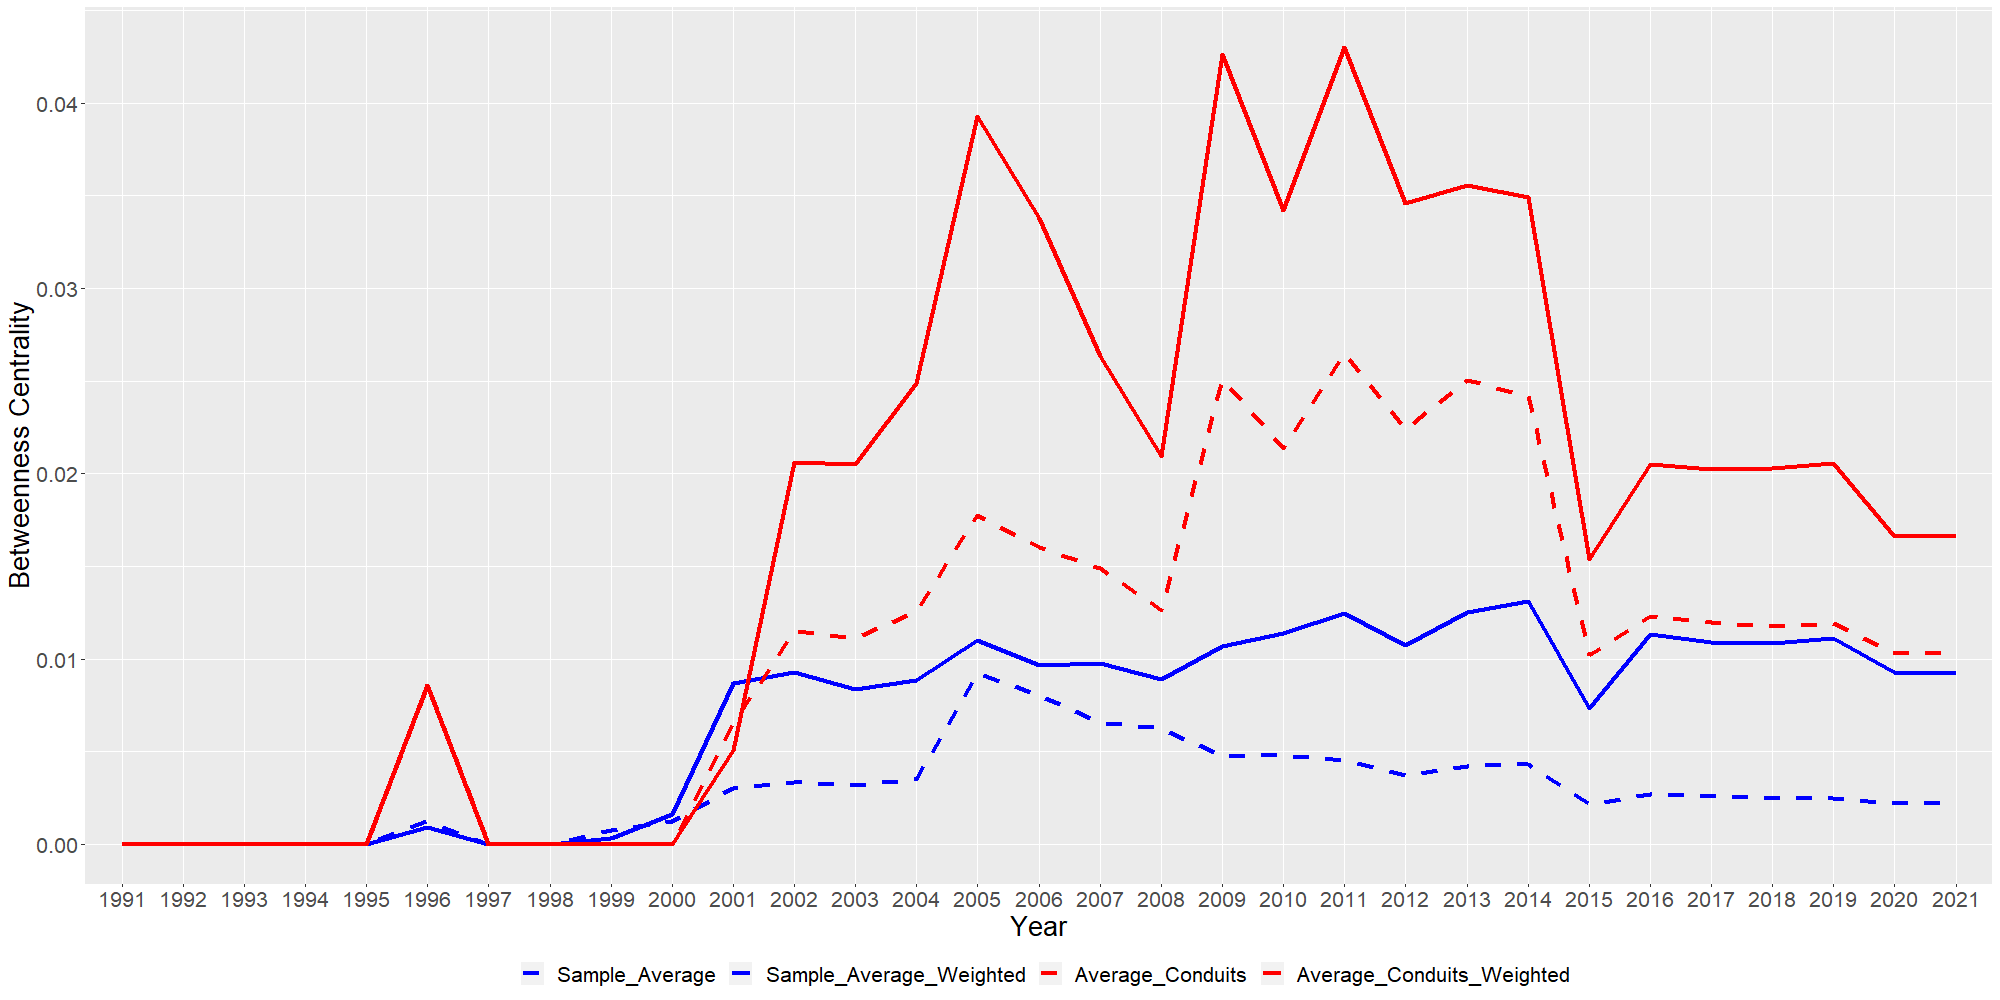 Betweenness Centrality
0.04
0.03
0.02
0.01
0.00
1991 1992 1993 1994 1995 1996 1997 1998 1999 2000 2001 2002 2003 2004 2005 2006 2007 2008 2009 2010 2011 2012 2013 2014 2015 2016 2017 2018 2019 2020 2021
Year
Sample_Average Sample_Average_Weighted Average_Conduits Average_Conduits_Weighted